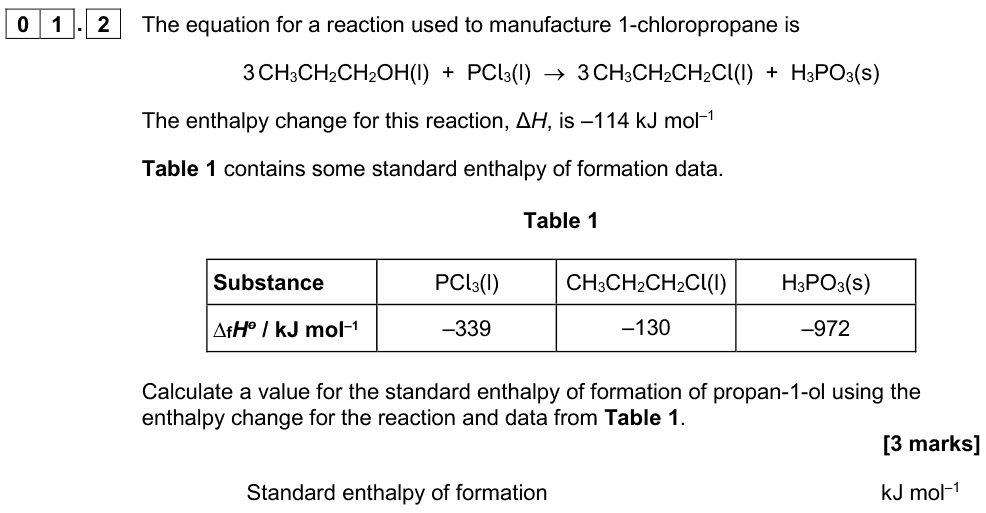 0 1 . 2 The equation for a reaction used to manufacture 1-chloropropane is
3 CH₃CH₂CH₂OH(l) + PCl₃(l) → 3 CH₃CH₂CH₂Cl(l) + H₃PO₃(s)
The enthalpy change for this reaction, ΔH, is –114 kJ mol⁻¹
Table 1 contains some standard enthalpy of formation data.
Table 1
Substance PCl₃(l) CH₃CH₂CH₂Cl(l) H₃PO₃(s)
ΔfH⦵ / kJ mol⁻¹ –339 –130 –972
Calculate a value for the standard enthalpy of formation of propan-1-ol using the
enthalpy change for the reaction and data from Table 1.
[3 marks]
Standard enthalpy of formation kJ mol⁻¹